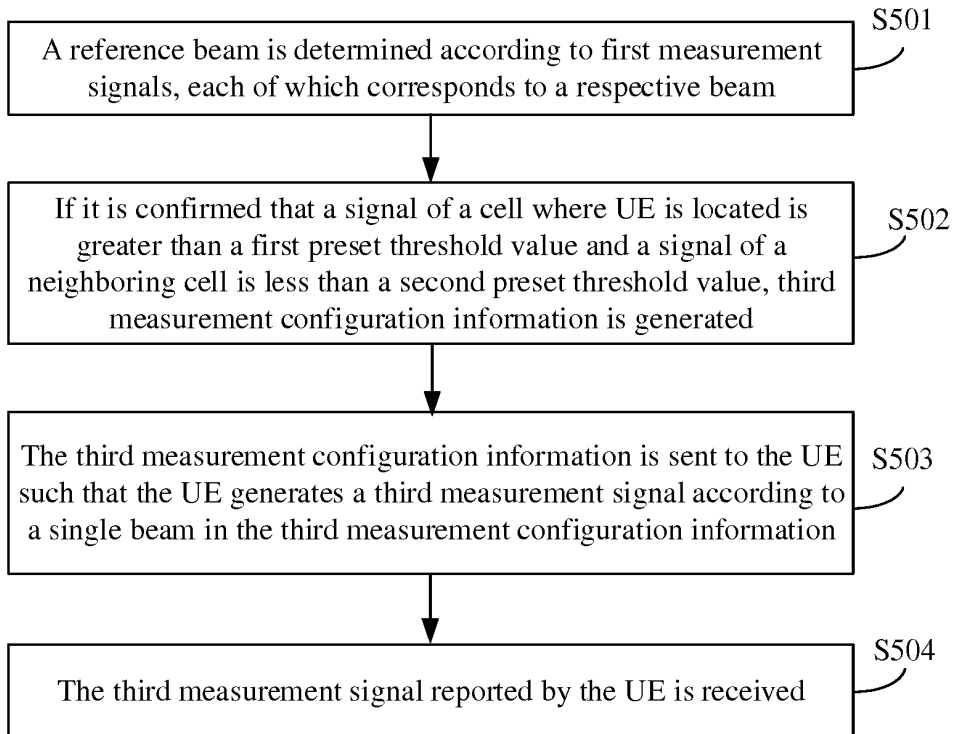 S501
A reference beam is determined according to first measurement
signals, each of which corresponds to a respective beam
S502
If it is confirmed that a signal of a cell where UE is located is
greater than a first preset threshold value and a signal of a
neighboring cell is less than a second preset threshold value, third
measurement configuration information is generated
S503
The third measurement configuration information is sent to the UE
such that the UE generates a third measurement signal according to
a single beam in the third measurement configuration information
S504
The third measurement signal reported by the UE is received